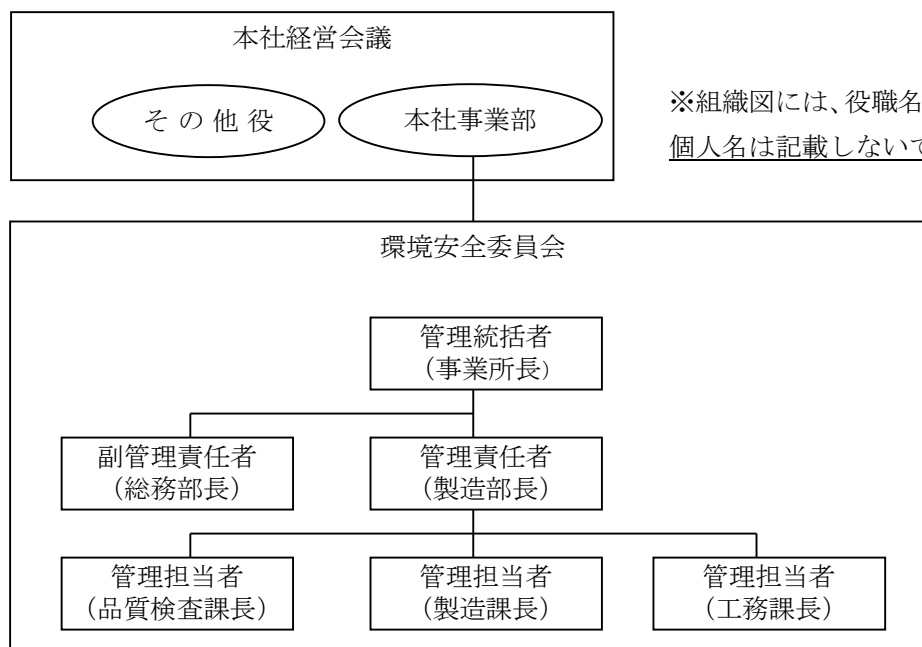 本社経営会議
その他役
本社事業部
※組織図には、役職名
個人名は記載しないで
環境安全委員会
管理統括者
（事業所長）
副管理責任者
（総務部長）
管理責任者
（製造部長）
管理担当者
（品質検査課長）
管理担当者
（製造課長）
管理担当者
（工務課長）